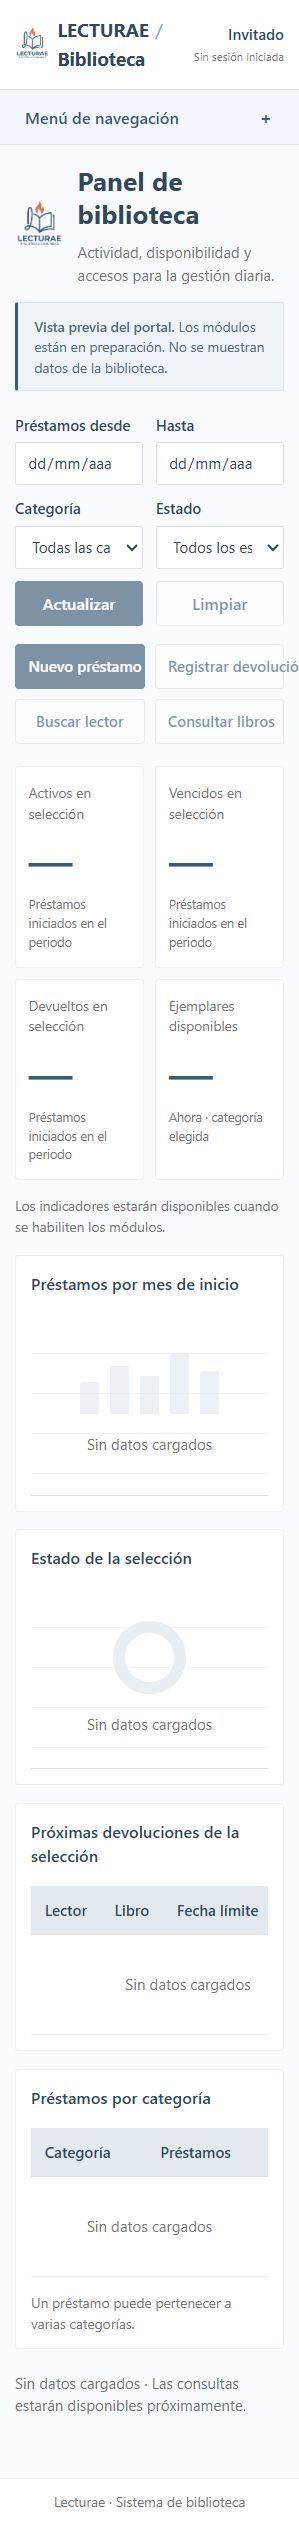 LECTURAE /
Biblioteca
Invitado
Sin sesión iniciada
LECTURAE
Menú de navegación +
LECTURAE
Panel de
biblioteca
Actividad, disponibilidad y
accesos para la gestión diaria.
Vista previa del portal. Los módulos
están en preparación. No se muestran
datos de la biblioteca.
Préstamos desde Hasta
dd/mm/aaa dd/mm/aaa
Categoría Estado
Todas las ca Todos los es
Actualizar Limpiar
Nuevo préstamo Registrar devolució
Buscar lector Consultar libros
Activos en
selección
—
Préstamos
iniciados en el
periodo
Vencidos en
selección
—
Préstamos
iniciados en el
periodo
Devueltos en
selección
—
Préstamos
iniciados en el
periodo
Ejemplares
disponibles
—
Ahora · categoría
elegida
Los indicadores estarán disponibles cuando
se habiliten los módulos.
Préstamos por mes de inicio
Sin datos cargados
Estado de la selección
Sin datos cargados
Próximas devoluciones de la
selección
Lector Libro Fecha límite
Sin datos cargados
Préstamos por categoría
Categoría Préstamos
Sin datos cargados
Un préstamo puede pertenecer a
varias categorías.
Sin datos cargados · Las consultas
estarán disponibles próximamente.
Lecturae · Sistema de biblioteca